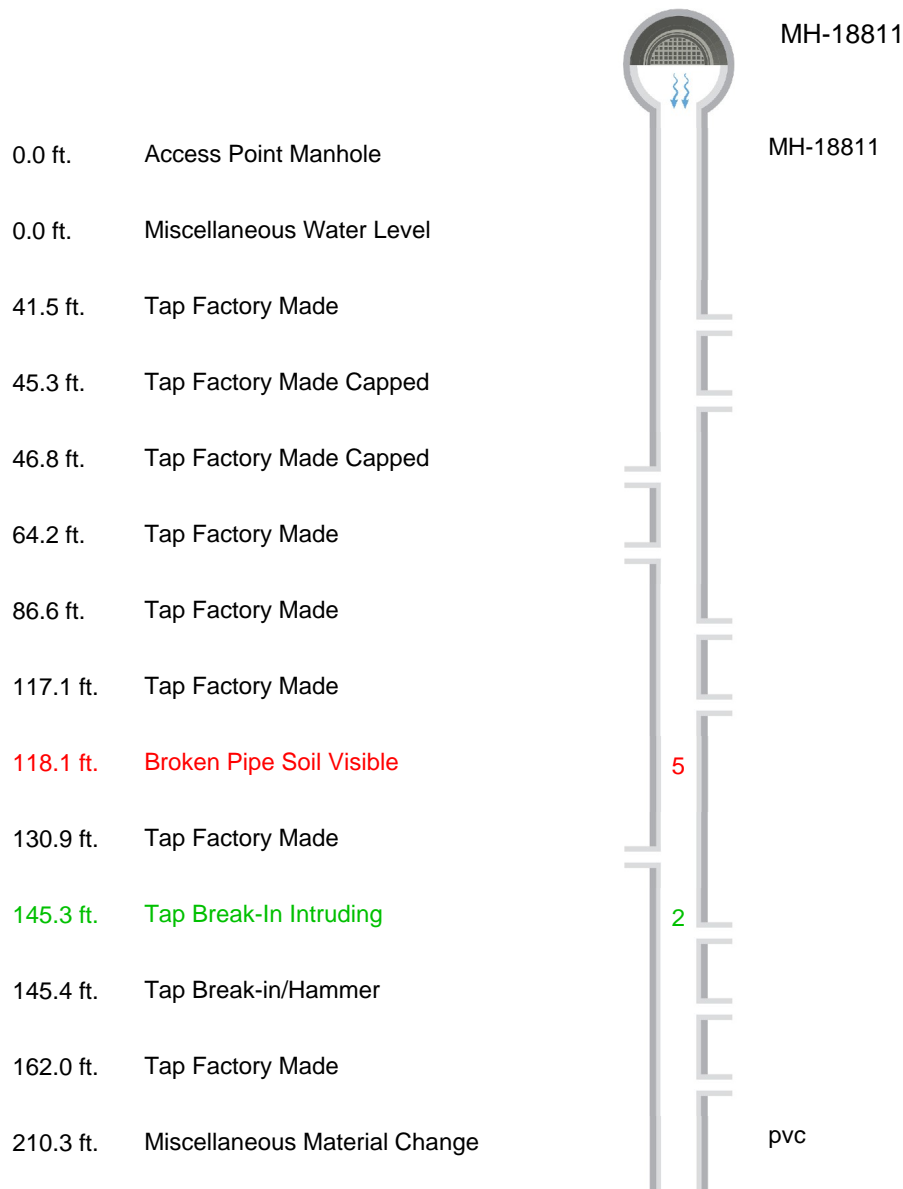 MH-18811
0.0 ft. Access Point Manhole MH-18811
0.0 ft. Miscellaneous Water Level
41.5 ft. Tap Factory Made
45.3 ft. Tap Factory Made Capped
46.8 ft. Tap Factory Made Capped
64.2 ft. Tap Factory Made
86.6 ft. Tap Factory Made
117.1 ft. Tap Factory Made
118.1 ft. Broken Pipe Soil Visible 5
130.9 ft. Tap Factory Made
145.3 ft. Tap Break-In Intruding 2
145.4 ft. Tap Break-in/Hammer
162.0 ft. Tap Factory Made
210.3 ft. Miscellaneous Material Change pvc